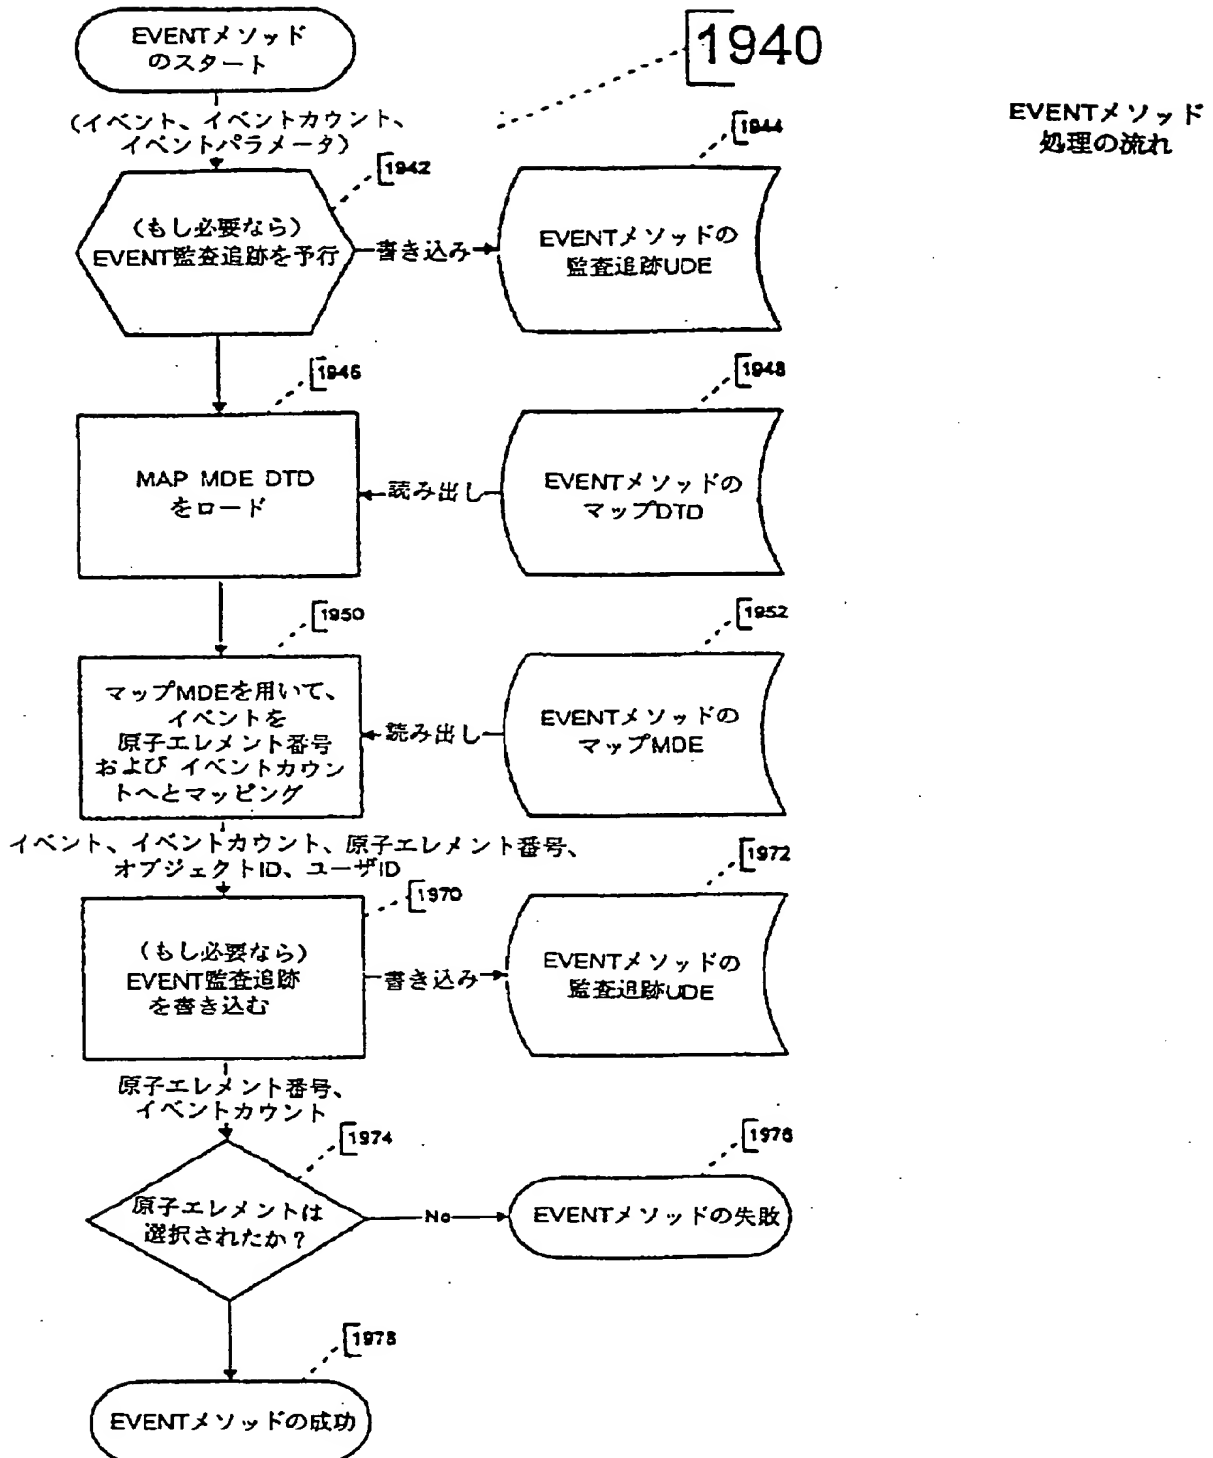 EVENTメソッド
のスタート
1940
EVENTメソッド
処理の流れ
(イベント、イベントカウント、
イベントパラメータ)
1942
1944
(もし必要なら)
EVENT監査追跡を予行
書き込み
EVENTメソッドの
監査追跡UDE
1946
1948
MAP MDE DTD
をロード
読み出し
EVENTメソッドの
マップDTD
1950
1952
マップMDEを用いて、
イベントを
原子エレメント番号
および イベントカウン
トへとマッピング
読み出し
EVENTメソッドの
マップMDE
イベント、イベントカウント、原子エレメント番号、
オブジェクトID、ユーザID
1970
1972
(もし必要なら)
EVENT監査追跡
を書き込む
書き込み
EVENTメソッドの
監査追跡UDE
原子エレメント番号、
イベントカウント
1974
1976
原子エレメントは
選択されたか?
No
EVENTメソッドの失敗
1978
EVENTメソッドの成功